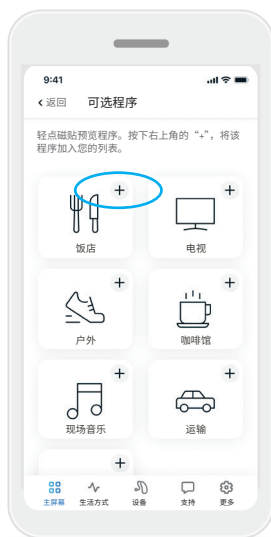 9:41
返回 可选程序
轻点磁贴预览程序。按下右上角的“+”，将该
程序加入您的列表。
+ +
饭店 电视
+ +
户外 咖啡馆
+ +
现场音乐 运输
+
主屏幕 生活方式 设备 支持 更多